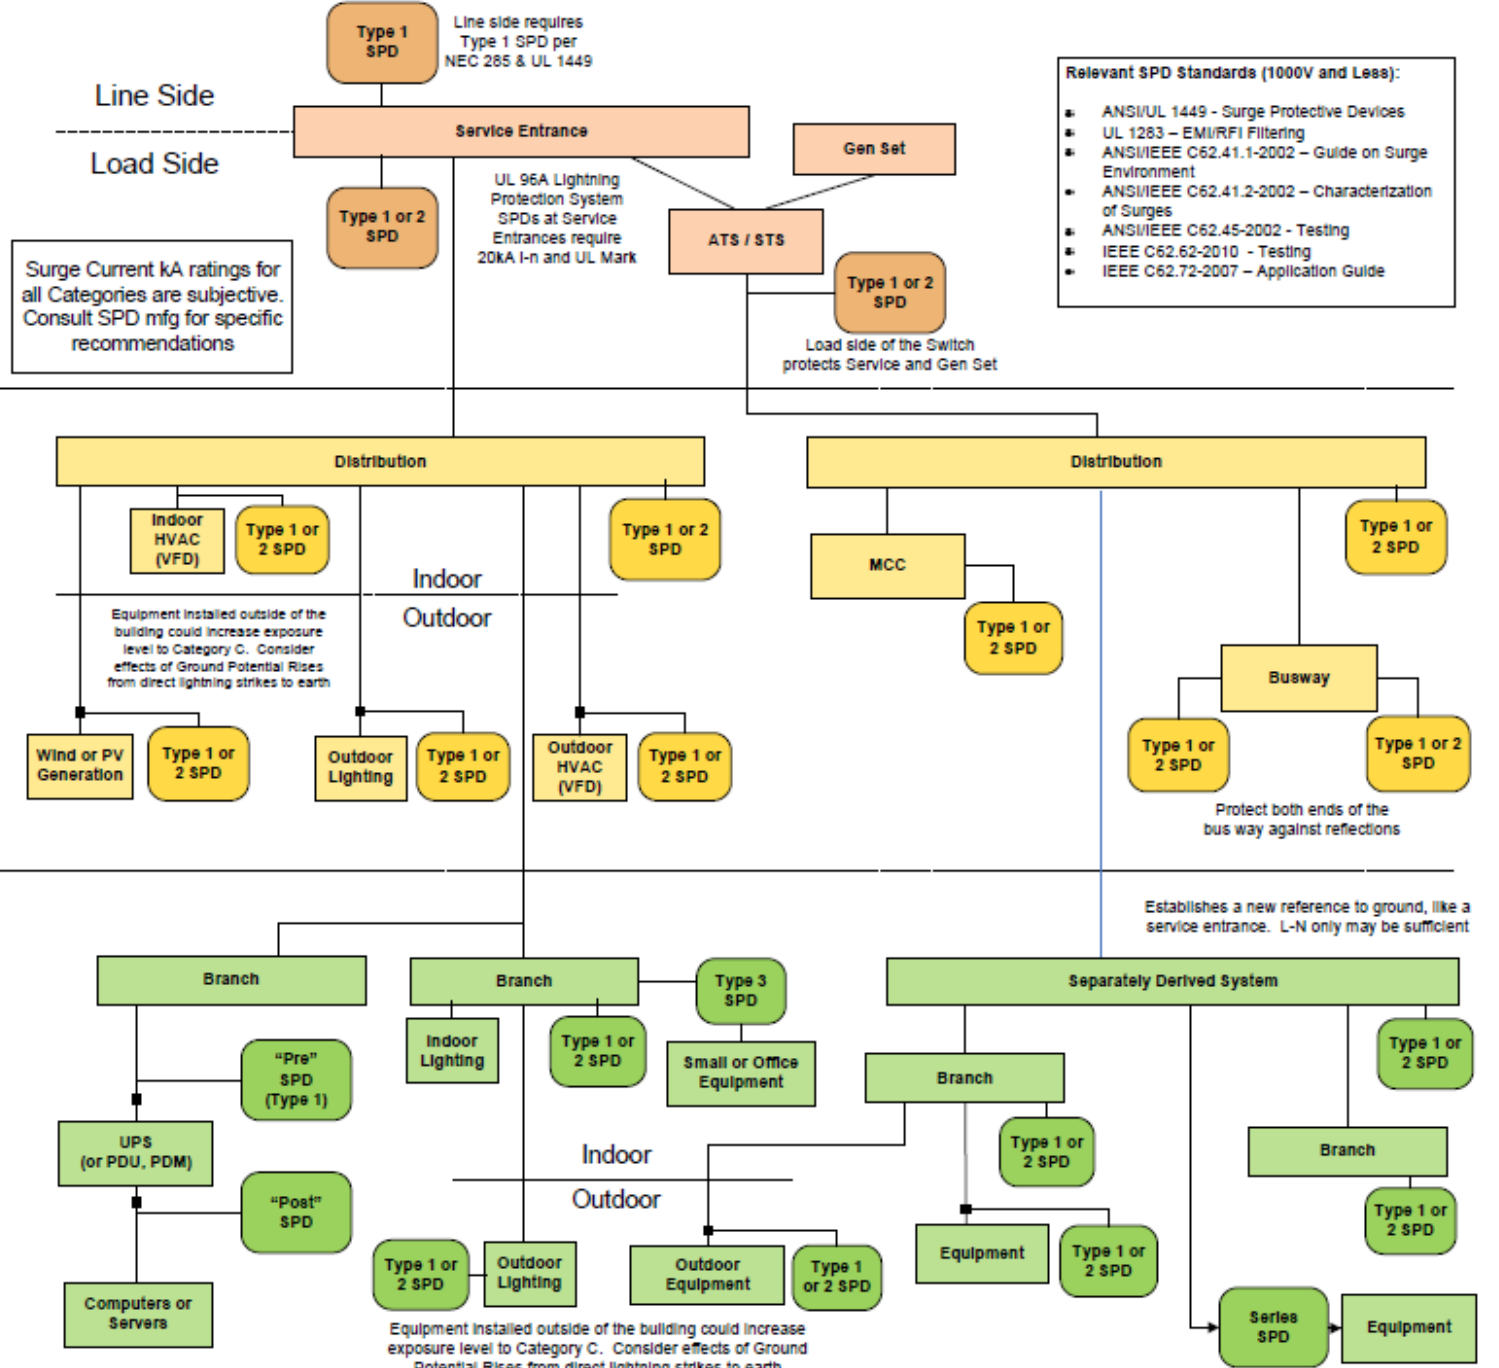 Type 1
SPD
Line side requires
Type 1 SPD per
NEC 285 & UL 1449
Line Side
Load Side
Service Entrance
Gen Set
Relevant SPD Standards (1000V and Less):
ANSI/UL 1449 - Surge Protective Devices
UL 1283 – EMI/RFI Filtering
ANSI/IEEE C62.41.1-2002 – Guide on Surge
Environment
ANSI/IEEE C62.41.2-2002 – Characterization
of Surges
ANSI/IEEE C62.45-2002 - Testing
IEEE C62.62-2010 - Testing
IEEE C62.72-2007 – Application Guide
Type 1 or 2
SPD
UL 96A Lightning
Protection System
SPDs at Service
Entrances require
20kA I-n and UL Mark
ATS / STS
Type 1 or 2
SPD
Load side of the Switch
protects Service and Gen Set
Surge Current kA ratings for
all Categories are subjective.
Consult SPD mfg for specific
recommendations
Distribution
Distribution
Indoor
HVAC
(VFD)
Type 1 or
2 SPD
Type 1 or 2
SPD
Indoor
Outdoor
Equipment installed outside of the
building could increase exposure
level to Category C. Consider
effects of Ground Potential Rises
from direct lightning strikes to earth
MCC
Type 1 or
2 SPD
Type 1 or
2 SPD
Busway
Wind or PV
Generation
Type 1 or
2 SPD
Outdoor
Lighting
Type 1 or
2 SPD
Outdoor
HVAC
(VFD)
Type 1 or
2 SPD
Type 1 or
2 SPD
Type 1 or 2
SPD
Protect both ends of the
bus way against reflections
Establishes a new reference to ground, like a
service entrance. L-N only may be sufficient
Branch
Branch
Type 3
SPD
Separately Derived System
Indoor
Lighting
Type 1 or
2 SPD
Small or Office
Equipment
Branch
Type 1 or
2 SPD
"Pre"
SPD
(Type 1)
UPS
(or PDU, PDM)
"Post"
SPD
Computers or
Servers
Indoor
Outdoor
Type 1 or
2 SPD
Branch
Type 1 or
2 SPD
Type 1 or
2 SPD
Outdoor
Lighting
Outdoor
Equipment
Type 1
or 2 SPD
Equipment
Type 1 or
2 SPD
Series
SPD
Equipment
Equipment installed outside of the building could increase
exposure level to Category C. Consider effects of Ground
Potential Rises from direct lightning strikes to earth